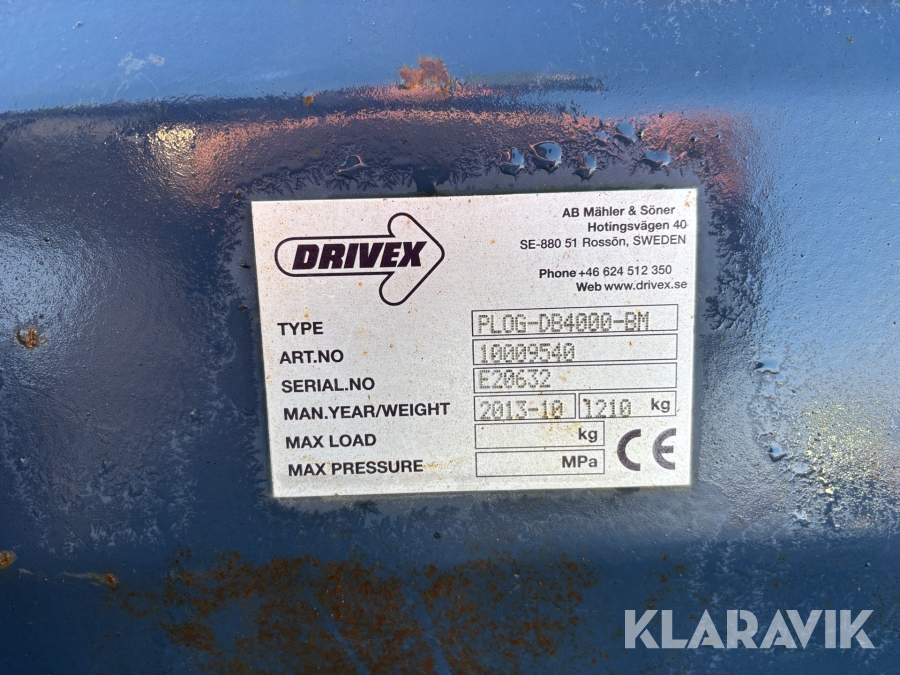 DRIVEX
AB Mähler & Söner
Hotingsvägen 40
SE-880 51 Rossön, SWEDEN
Phone +46 624 512 350
Web www.drivex.se
TYPE PLOG-DB4000-BM
ART.NO 10009540
SERIAL.NO E20632
MAN.YEAR/WEIGHT 2013-10 1210 kg
MAX LOAD kg
MAX PRESSURE MPa
CE
KLARAVIK